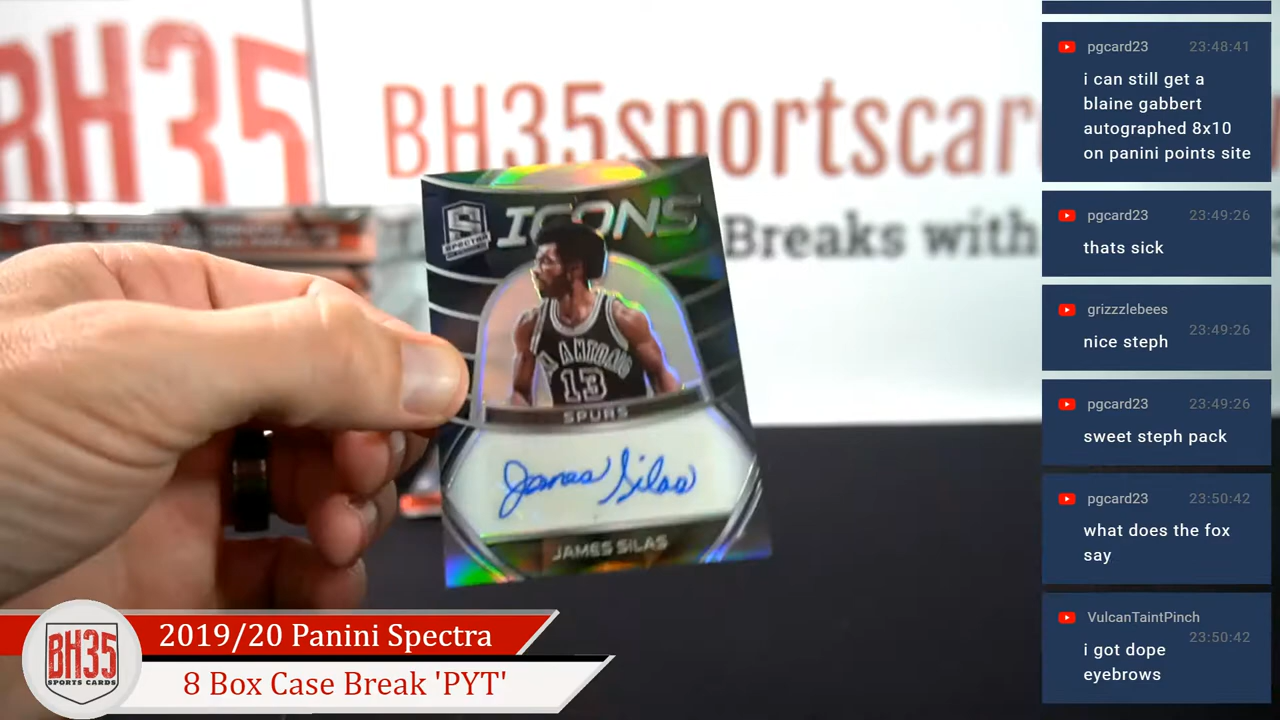 BH35
BH35sportscar
Breaks with
SPECTRA
ICONS
ANTONIO
13
SPURS
James Silas
JAMES SILAS
BH35
SPORTS CARDS
2019/20 Panini Spectra
8 Box Case Break 'PYT'
pgcard23 23:48:41
i can still get a
blaine gabbert
autographed 8x10
on panini points site
pgcard23 23:49:26
thats sick
grizzzlebees
23:49:26
nice steph
pgcard23 23:49:26
sweet steph pack
pgcard23 23:50:42
what does the fox
say
VulcanTaintPinch
23:50:42
i got dope
eyebrows